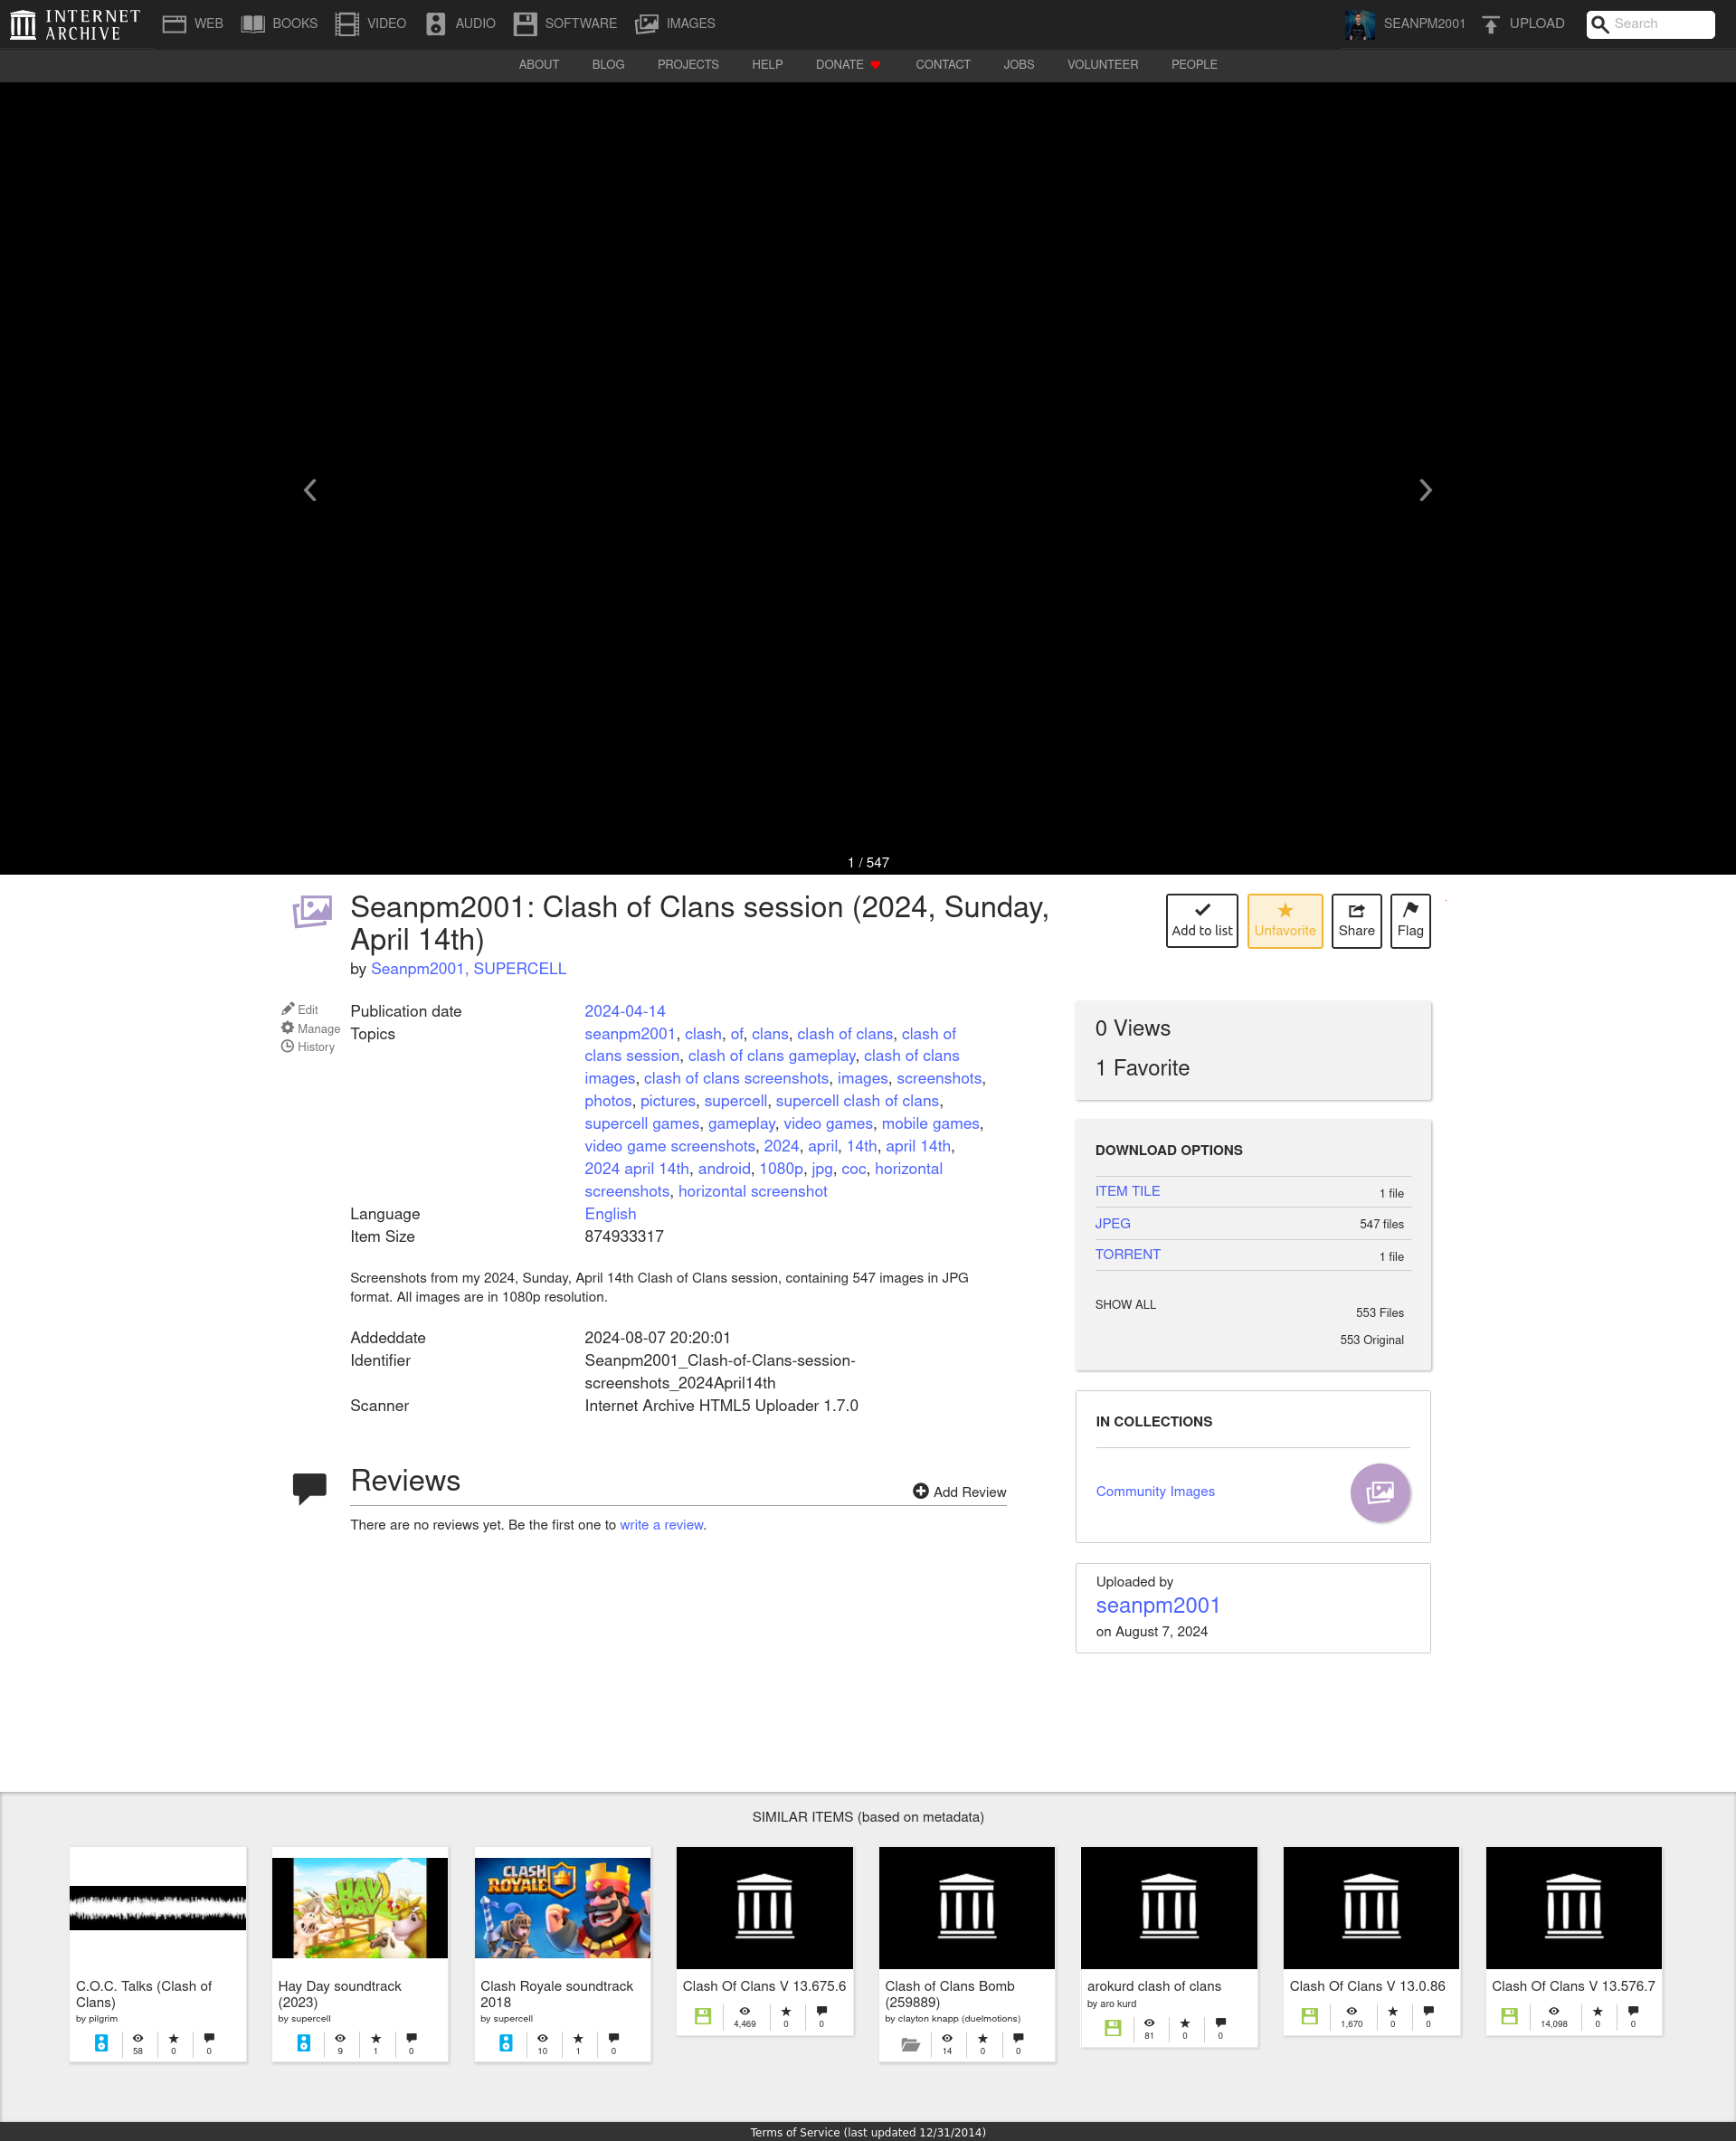 INTERNET ARCHIVE
WEB BOOKS VIDEO AUDIO SOFTWARE IMAGES SEANPM2001 UPLOAD Search
ABOUT BLOG PROJECTS HELP DONATE CONTACT JOBS VOLUNTEER PEOPLE
1 / 547
Seanpm2001: Clash of Clans session (2024, Sunday,
April 14th)
by Seanpm2001, SUPERCELL
Add to list
Unfavorite
Share
Flag
Edit
Manage
History
Publication date 2024-04-14
Topics seanpm2001, clash, of, clans, clash of clans, clash of
clans session, clash of clans gameplay, clash of clans
images, clash of clans screenshots, images, screenshots,
photos, pictures, supercell, supercell clash of clans,
supercell games, gameplay, video games, mobile games,
video game screenshots, 2024, april, 14th, april 14th,
2024 april 14th, android, 1080p, jpg, coc, horizontal
screenshots, horizontal screenshot
Language English
Item Size 874933317
Screenshots from my 2024, Sunday, April 14th Clash of Clans session, containing 547 images in JPG
format. All images are in 1080p resolution.
Addeddate 2024-08-07 20:20:01
Identifier Seanpm2001_Clash-of-Clans-session-
screenshots_2024April14th
Scanner Internet Archive HTML5 Uploader 1.7.0
Reviews
Add Review
There are no reviews yet. Be the first one to write a review.
0 Views
1 Favorite
DOWNLOAD OPTIONS
ITEM TILE 1 file
JPEG 547 files
TORRENT 1 file
SHOW ALL 553 Files
553 Original
IN COLLECTIONS
Community Images
Uploaded by
seanpm2001
on August 7, 2024
SIMILAR ITEMS (based on metadata)
C.O.C. Talks (Clash of
Clans)
by pilgrim
58 0 0
HAY
DAY
Hay Day soundtrack
(2023)
by supercell
9 1 0
CLASH
ROYALE
Clash Royale soundtrack
2018
by supercell
10 1 0
Clash Of Clans V 13.675.6
4,469 0 0
Clash of Clans Bomb
(259889)
by clayton knapp (duelmotions)
14 0 0
arokurd clash of clans
by aro kurd
81 0 0
Clash Of Clans V 13.0.86
1,670 0 0
Clash Of Clans V 13.576.7
14,098 0 0
Terms of Service (last updated 12/31/2014)